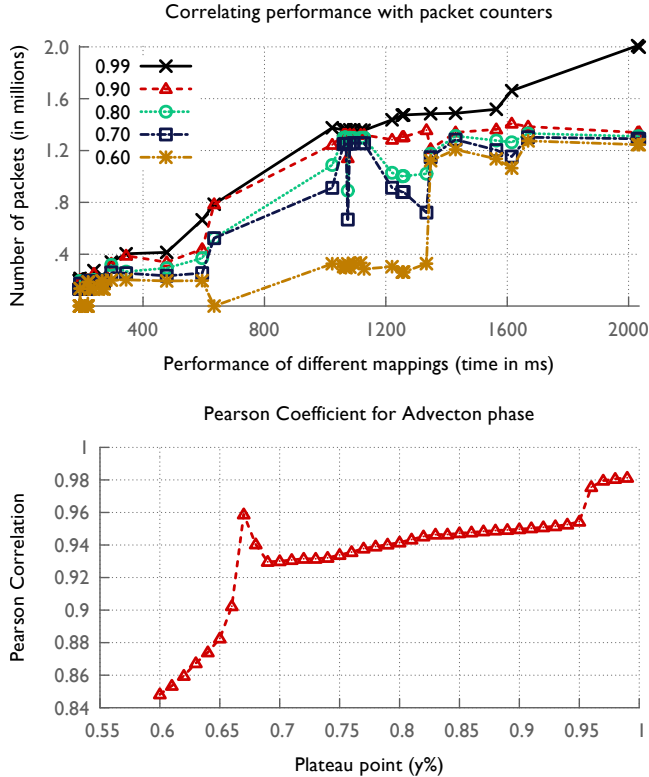 Correlating performance with packet counters
Number of packets (in millions)
2.0
1.6
1.2
.8
.4
0.99
0.90
0.80
0.70
0.60
400 800 1200 1600 2000
Performance of different mappings (time in ms)
Pearson Coefficient for Advecton phase
Pearson Correlation
1
0.98
0.96
0.94
0.92
0.9
0.88
0.86
0.84
0.55 0.6 0.65 0.7 0.75 0.8 0.85 0.9 0.95 1
Plateau point (y%)